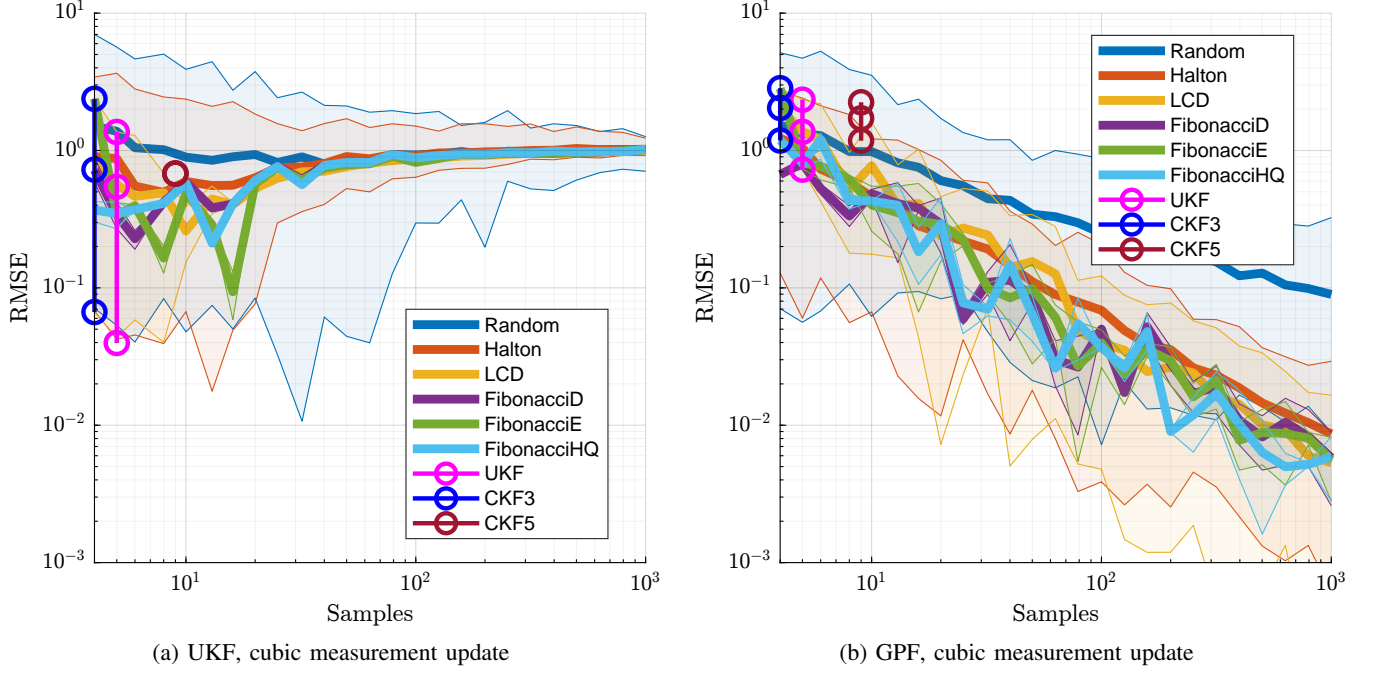 10^1
10^0
10^-1
10^-2
10^-3
RMSE
10^1
10^2
10^3
Samples
Random
Halton
LCD
FibonacciD
FibonacciE
FibonacciHQ
UKF
CKF3
CKF5
(a) UKF, cubic measurement update
10^1
10^0
10^-1
10^-2
10^-3
RMSE
10^1
10^2
10^3
Samples
Random
Halton
LCD
FibonacciD
FibonacciE
FibonacciHQ
UKF
CKF3
CKF5
(b) GPF, cubic measurement update